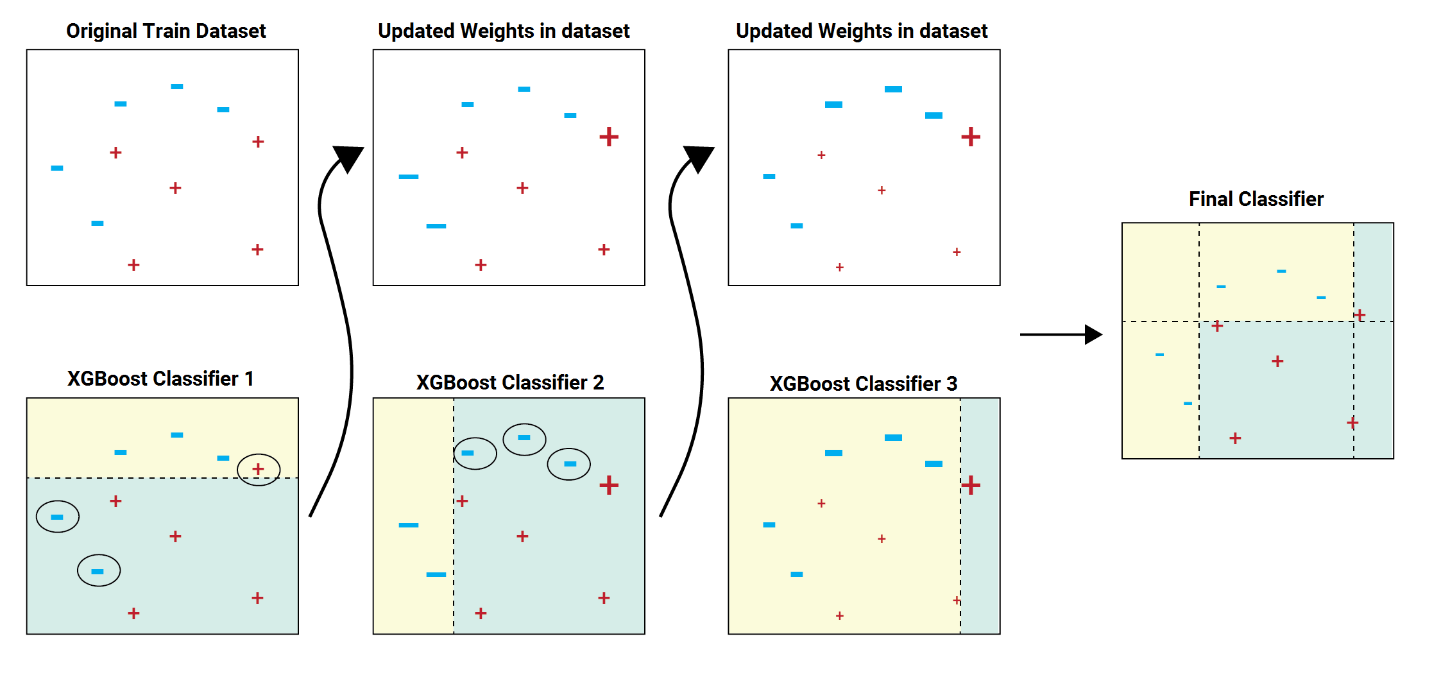 Original Train Dataset
Updated Weights in dataset
Updated Weights in dataset
XGBoost Classifier 1
XGBoost Classifier 2
XGBoost Classifier 3
Final Classifier